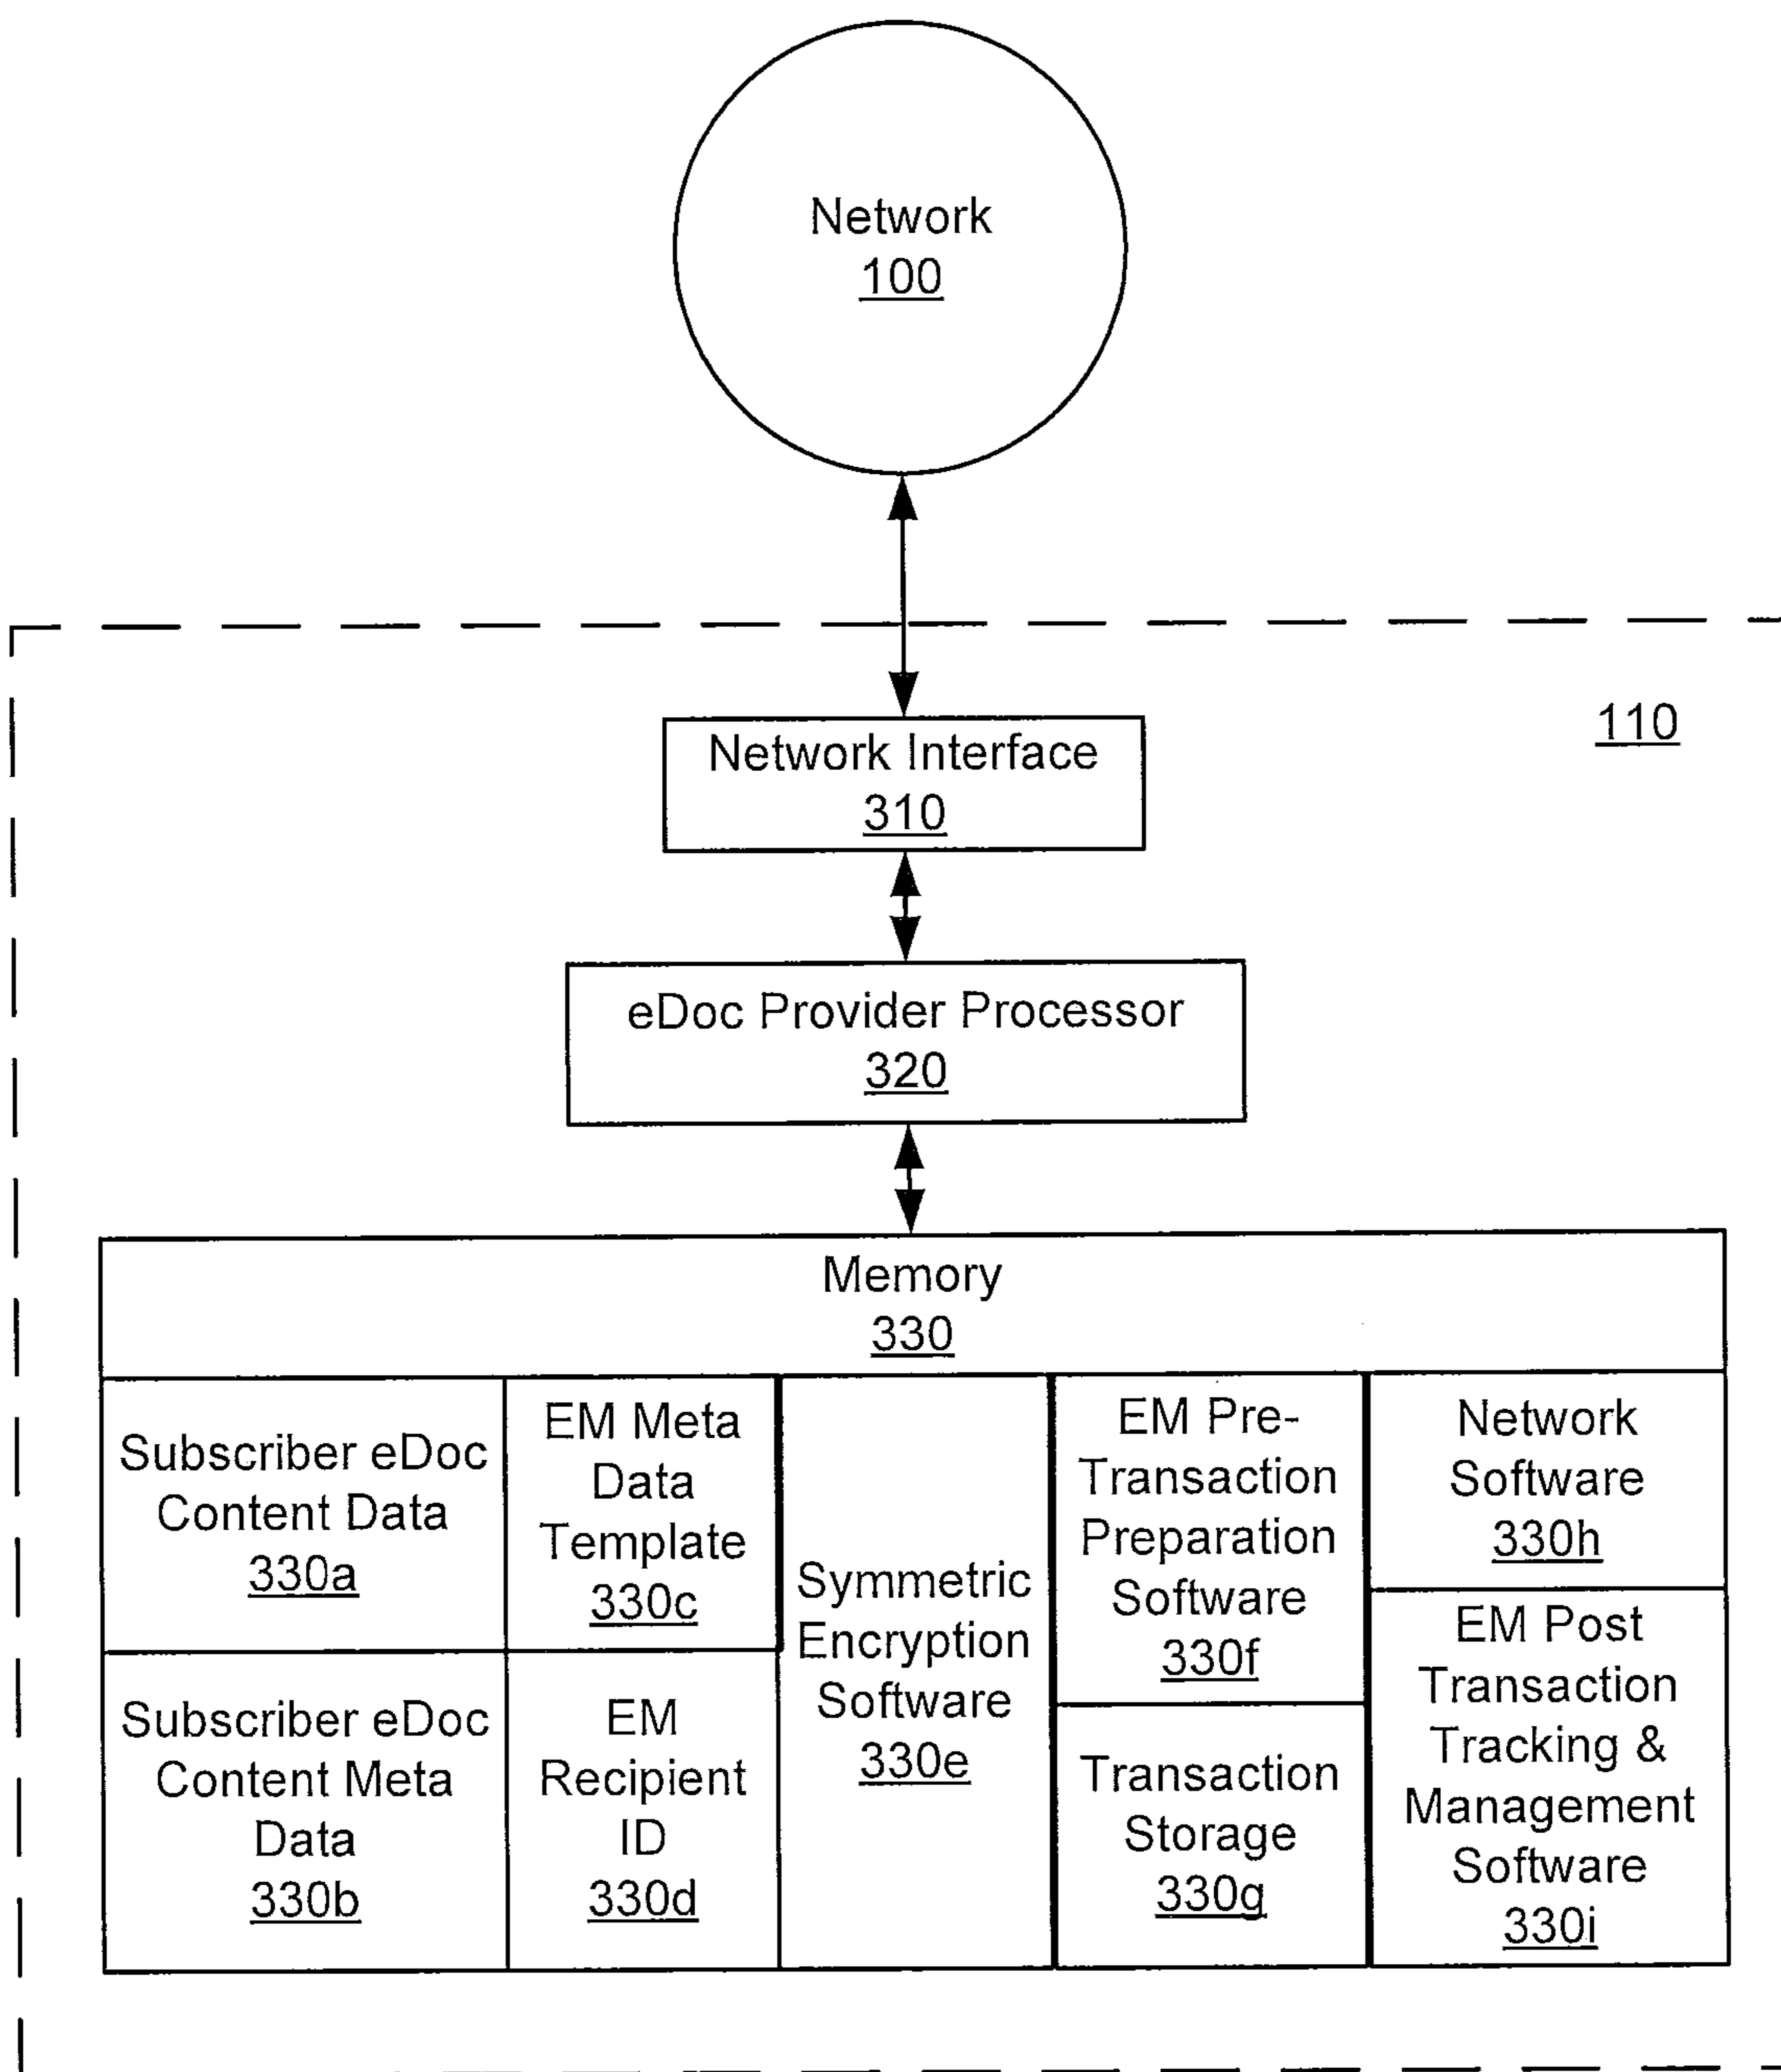 Network
100
110
Network Interface
310
eDoc Provider Processor
320
Memory
330
Subscriber eDoc
Content Data
330a
Subscriber eDoc
Content Meta
Data
330b
EM Meta
Data
Template
330c
EM
Recipient
ID
330d
Symmetric
Encryption
Software
330e
EM Pre-
Transaction
Preparation
Software
330f
Transaction
Storage
330g
Network
Software
330h
EM Post
Transaction
Tracking &
Management
Software
330i